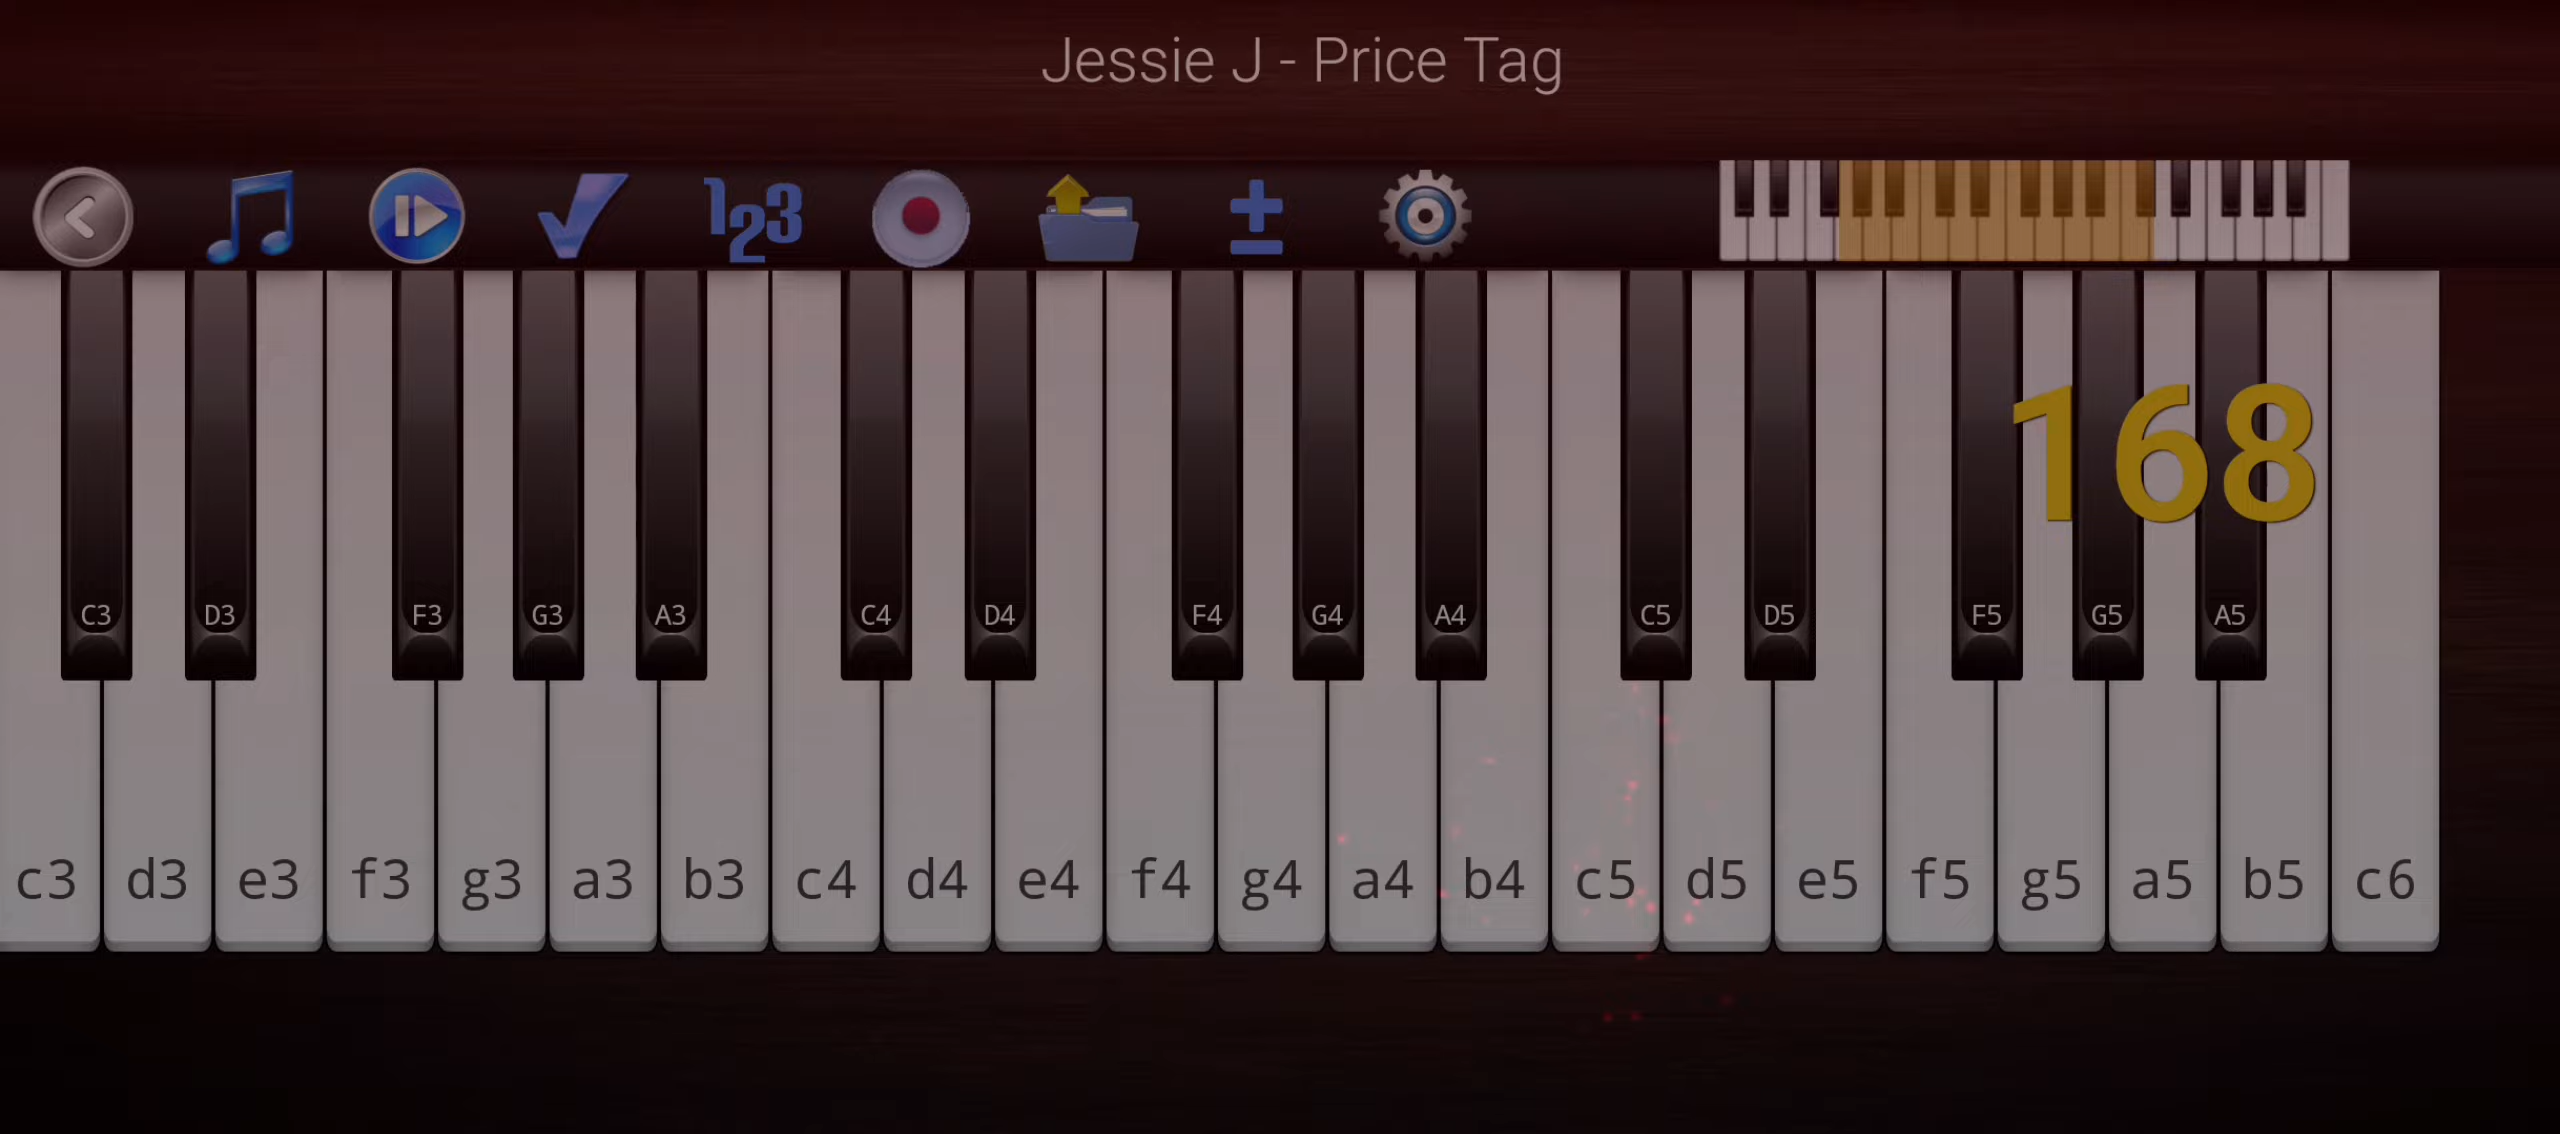 Jessie J - Price Tag
123
168
C3 D3 F3 G3 A3 C4 D4 F4 G4 A4 C5 D5 F5 G5 A5
c3 d3 e3 f3 g3 a3 b3 c4 d4 e4 f4 g4 a4 b4 c5 d5 e5 f5 g5 a5 b5 c6